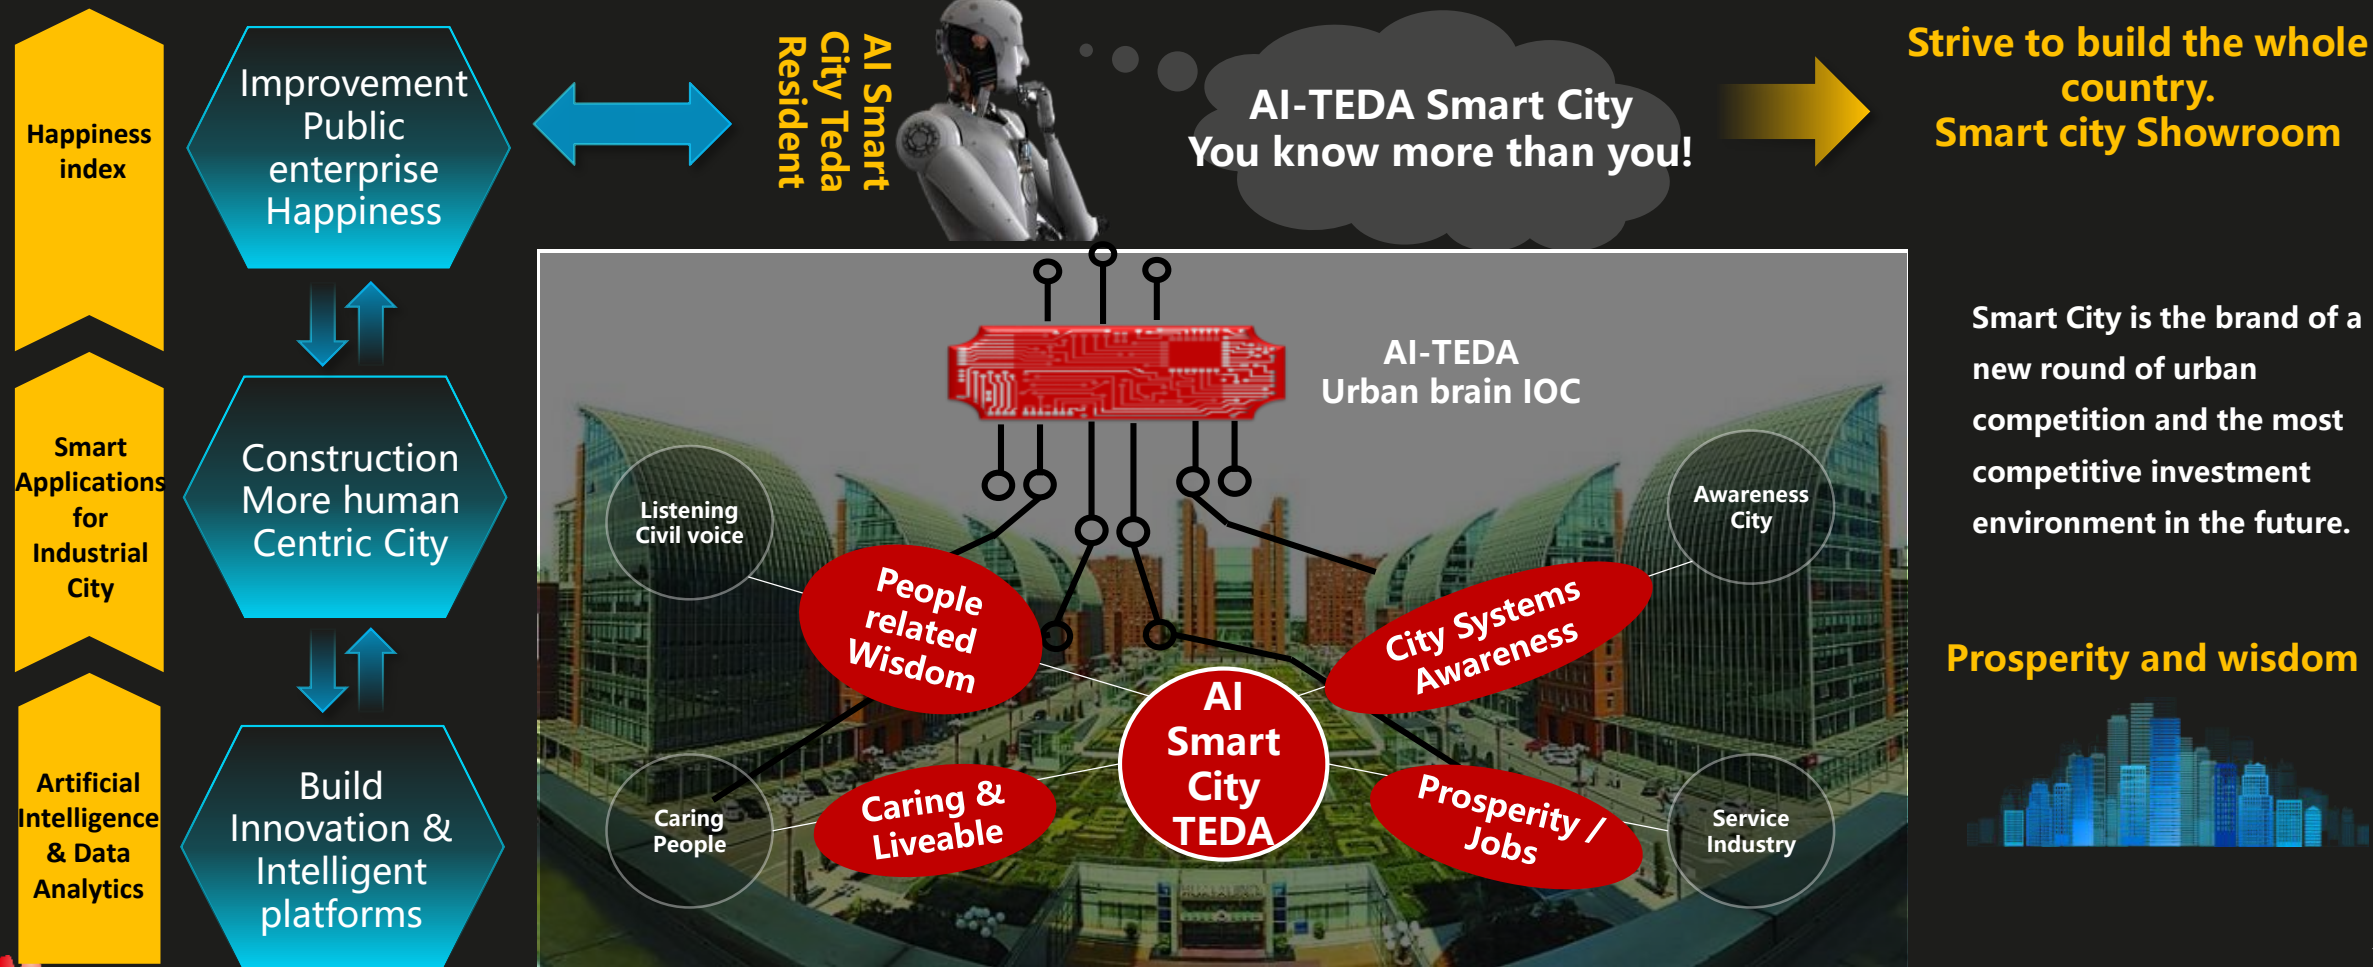 Happiness
index
Smart
Applications
for
Industrial
City
Artificial
Intelligence
& Data
Analytics
Improvement
Public
enterprise
Happiness
Construction
More human
Centric City
Build
Innovation &
Intelligent
platforms
AI Smart
City Teda
Resident
AI-TEDA Smart City
You know more than you!
Strive to build the whole
country.
Smart city Showroom
AI-TEDA
Urban brain IOC
Listening
Civil voice
People
related
Wisdom
Awareness
City
City Systems
Awareness
AI
Smart
City
TEDA
Caring
People
Caring &
Liveable
Prosperity /
Jobs
Service
Industry
Smart City is the brand of a
new round of urban
competition and the most
competitive investment
environment in the future.
Prosperity and wisdom